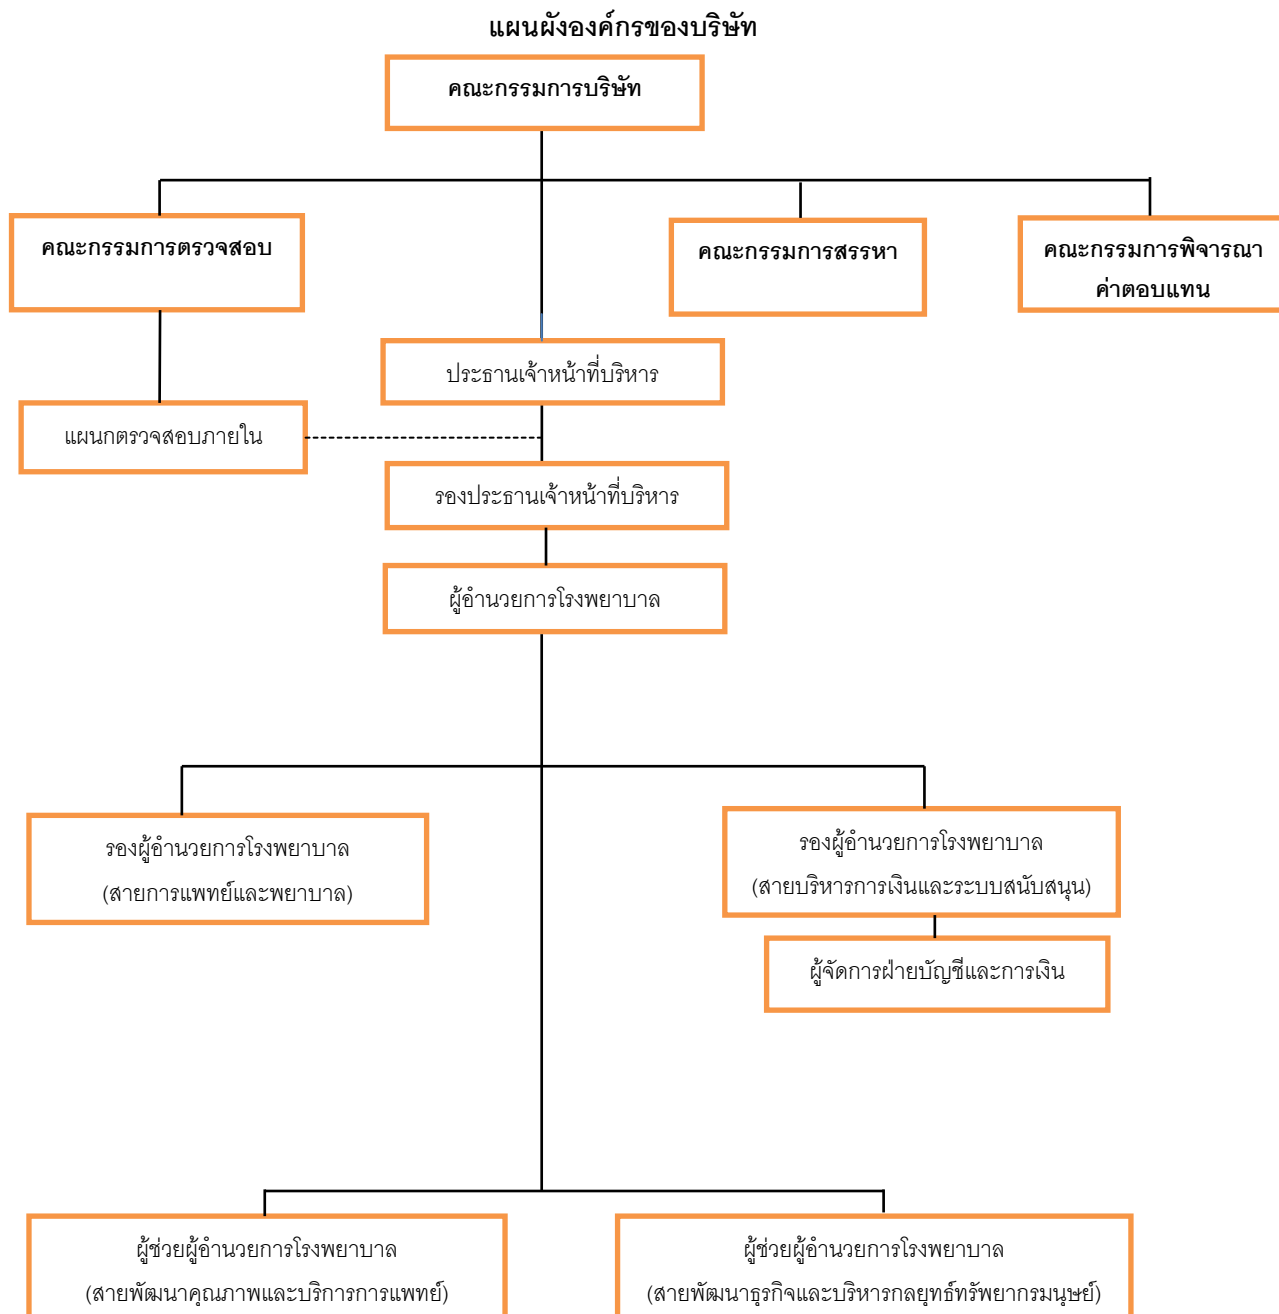 แผนผังองค์กรของบริษัท
คณะกรรมการบริษัท
คณะกรรมการตรวจสอบ
คณะกรรมการสรรหา
คณะกรรมการพิจารณา
ค่าตอบแทน
ประธานเจ้าหน้าที่บริหาร
แผนกตรวจสอบภายใน
รองประธานเจ้าหน้าที่บริหาร
ผู้อำนวยการโรงพยาบาล
รองผู้อำนวยการโรงพยาบาล
(สายการแพทย์และพยาบาล)
รองผู้อำนวยการโรงพยาบาล
(สายบริหารการเงินและระบบสนับสนุน)
ผู้จัดการฝ่ายบัญชีและการเงิน
ผู้ช่วยผู้อำนวยการโรงพยาบาล
(สายพัฒนาคุณภาพและบริการการแพทย์)
ผู้ช่วยผู้อำนวยการโรงพยาบาล
(สายพัฒนาธุรกิจและบริหารกลยุทธ์ทรัพยากรมนุษย์)